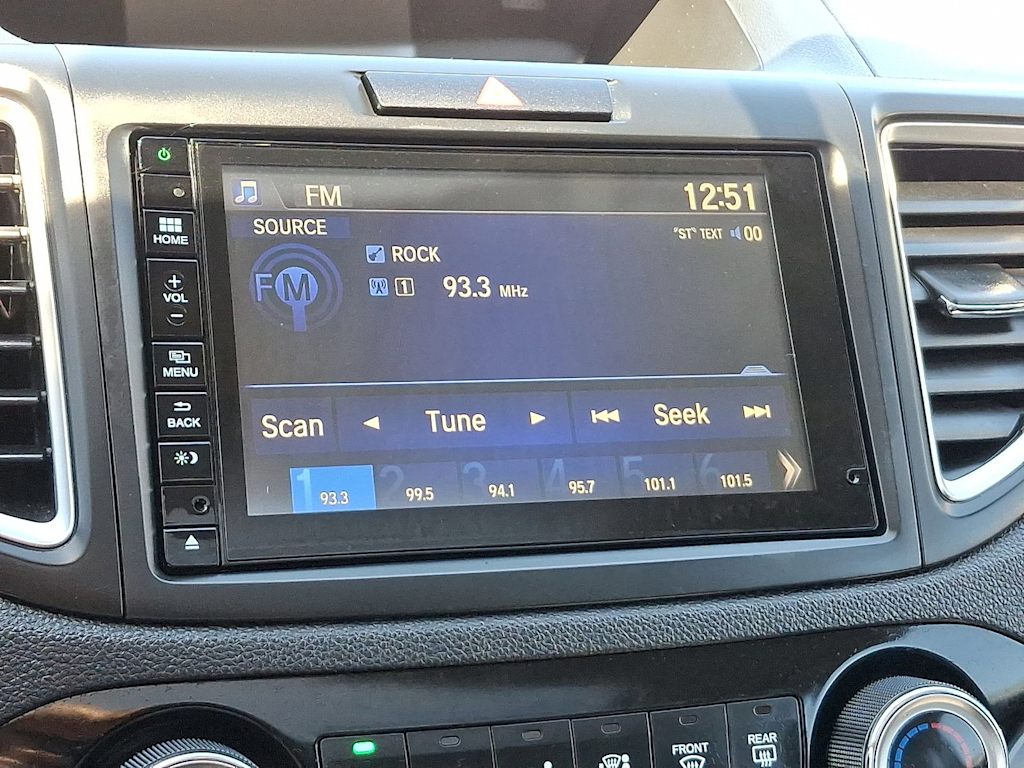 FM 12:51
SOURCE "ST" TEXT 00
ROCK
FM
1 93.3 MHz
HOME
+
VOL
−
MENU
BACK
Scan ◄ Tune ► Seek
1 2 3 4 5 6
93.3 99.5 94.1 95.7 101.1 101.5
FRONT REAR